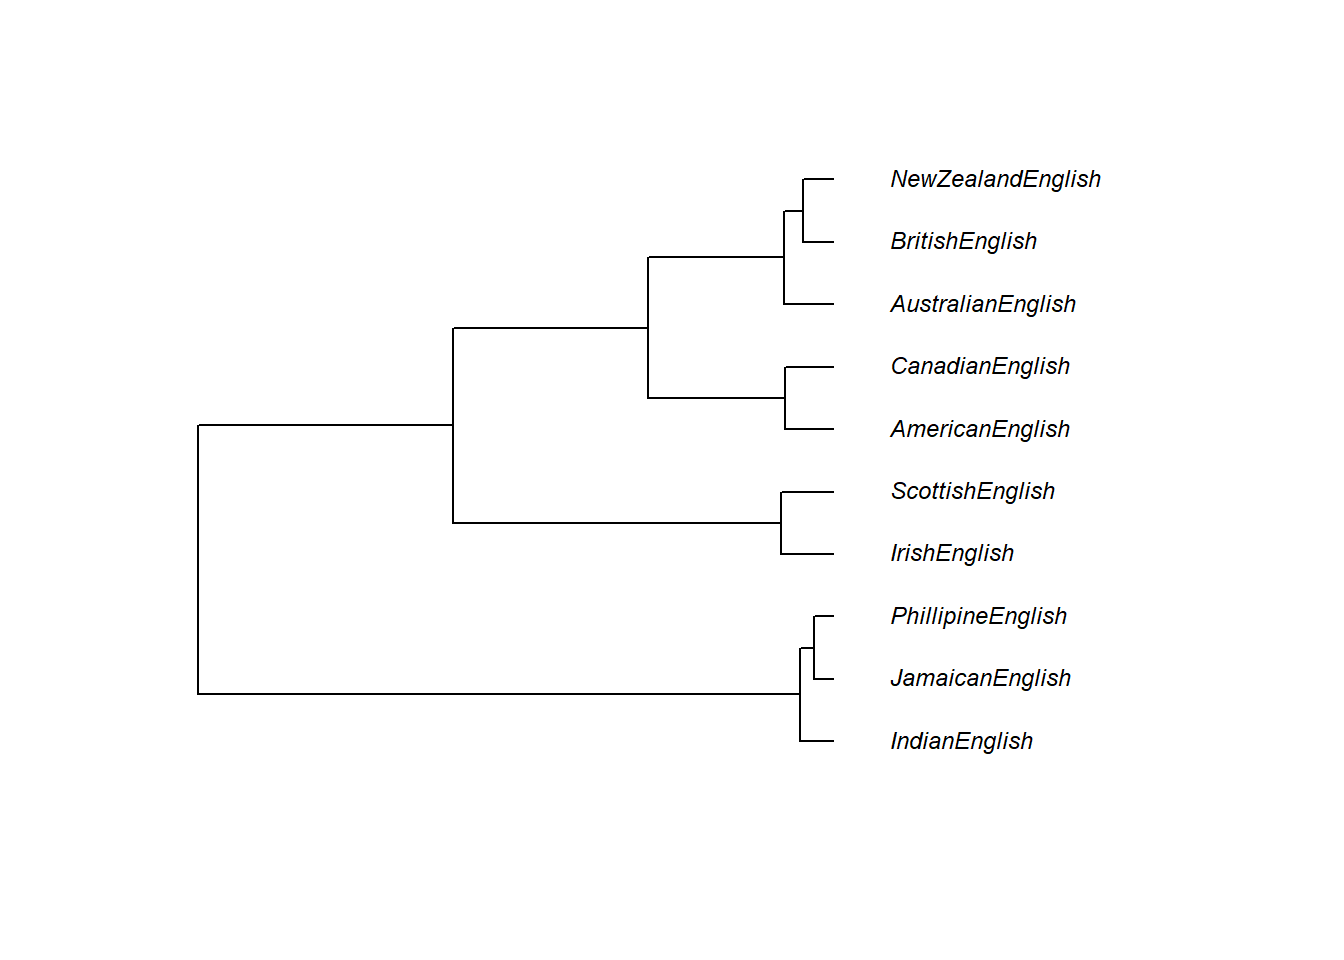 NewZealandEnglish
BritishEnglish
AustralianEnglish
CanadianEnglish
AmericanEnglish
ScottishEnglish
IrishEnglish
PhillipineEnglish
JamaicanEnglish
IndianEnglish